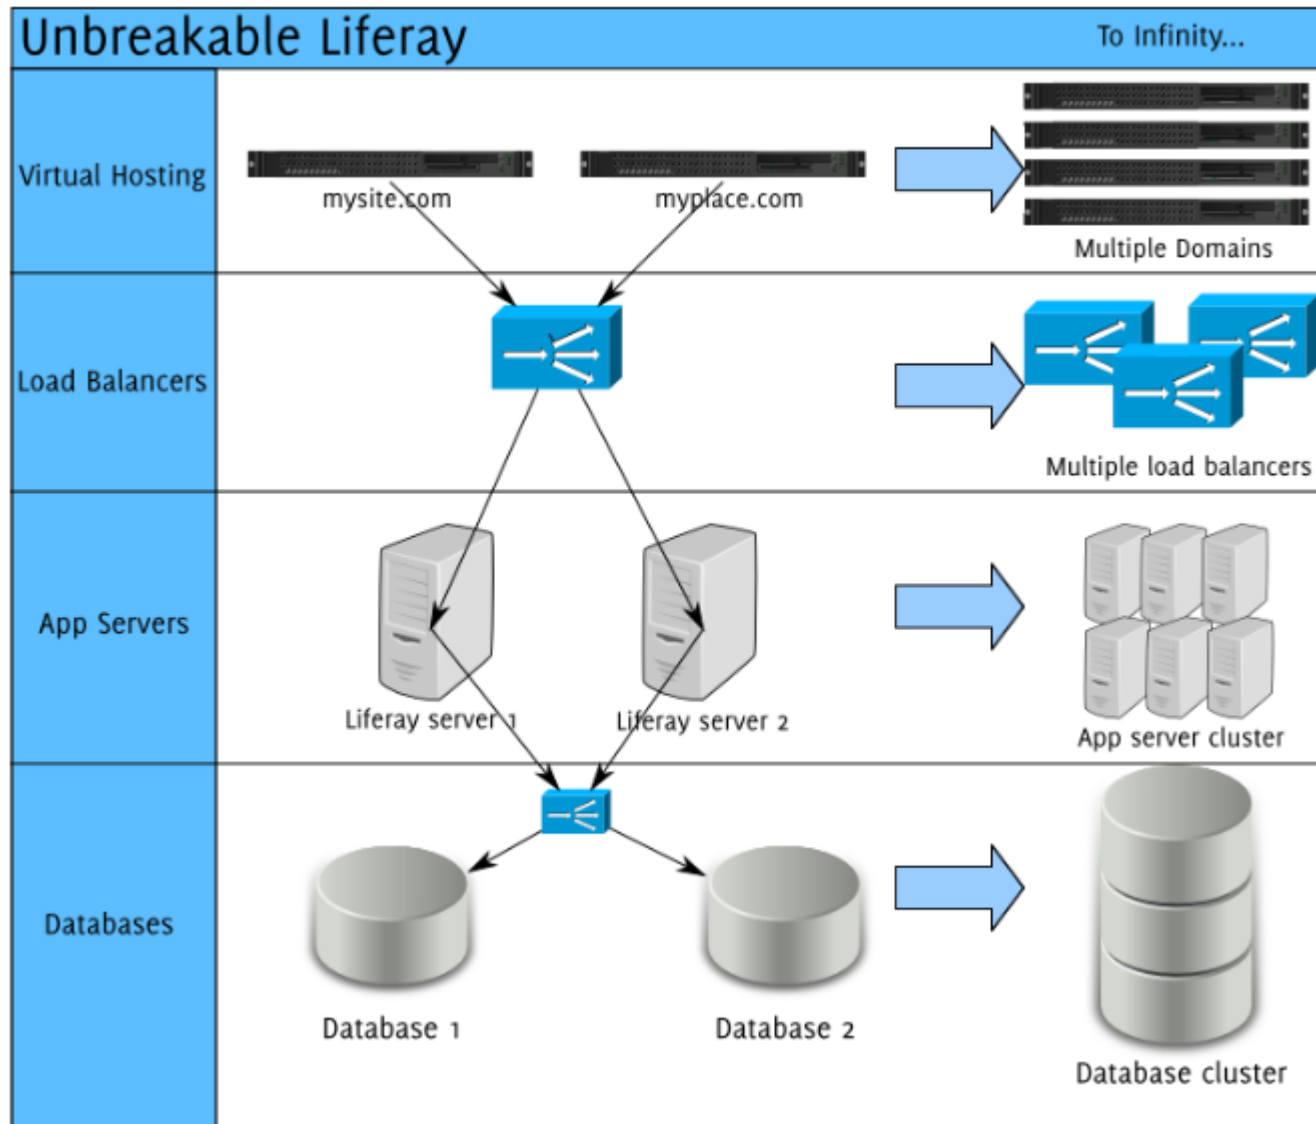 Unbreakable Liferay
To Infinity...
Virtual Hosting
mysite.com
myplace.com
Multiple Domains
Load Balancers
Multiple load balancers
App Servers
Liferay server 1
Liferay server 2
App server cluster
Databases
Database 1
Database 2
Database cluster